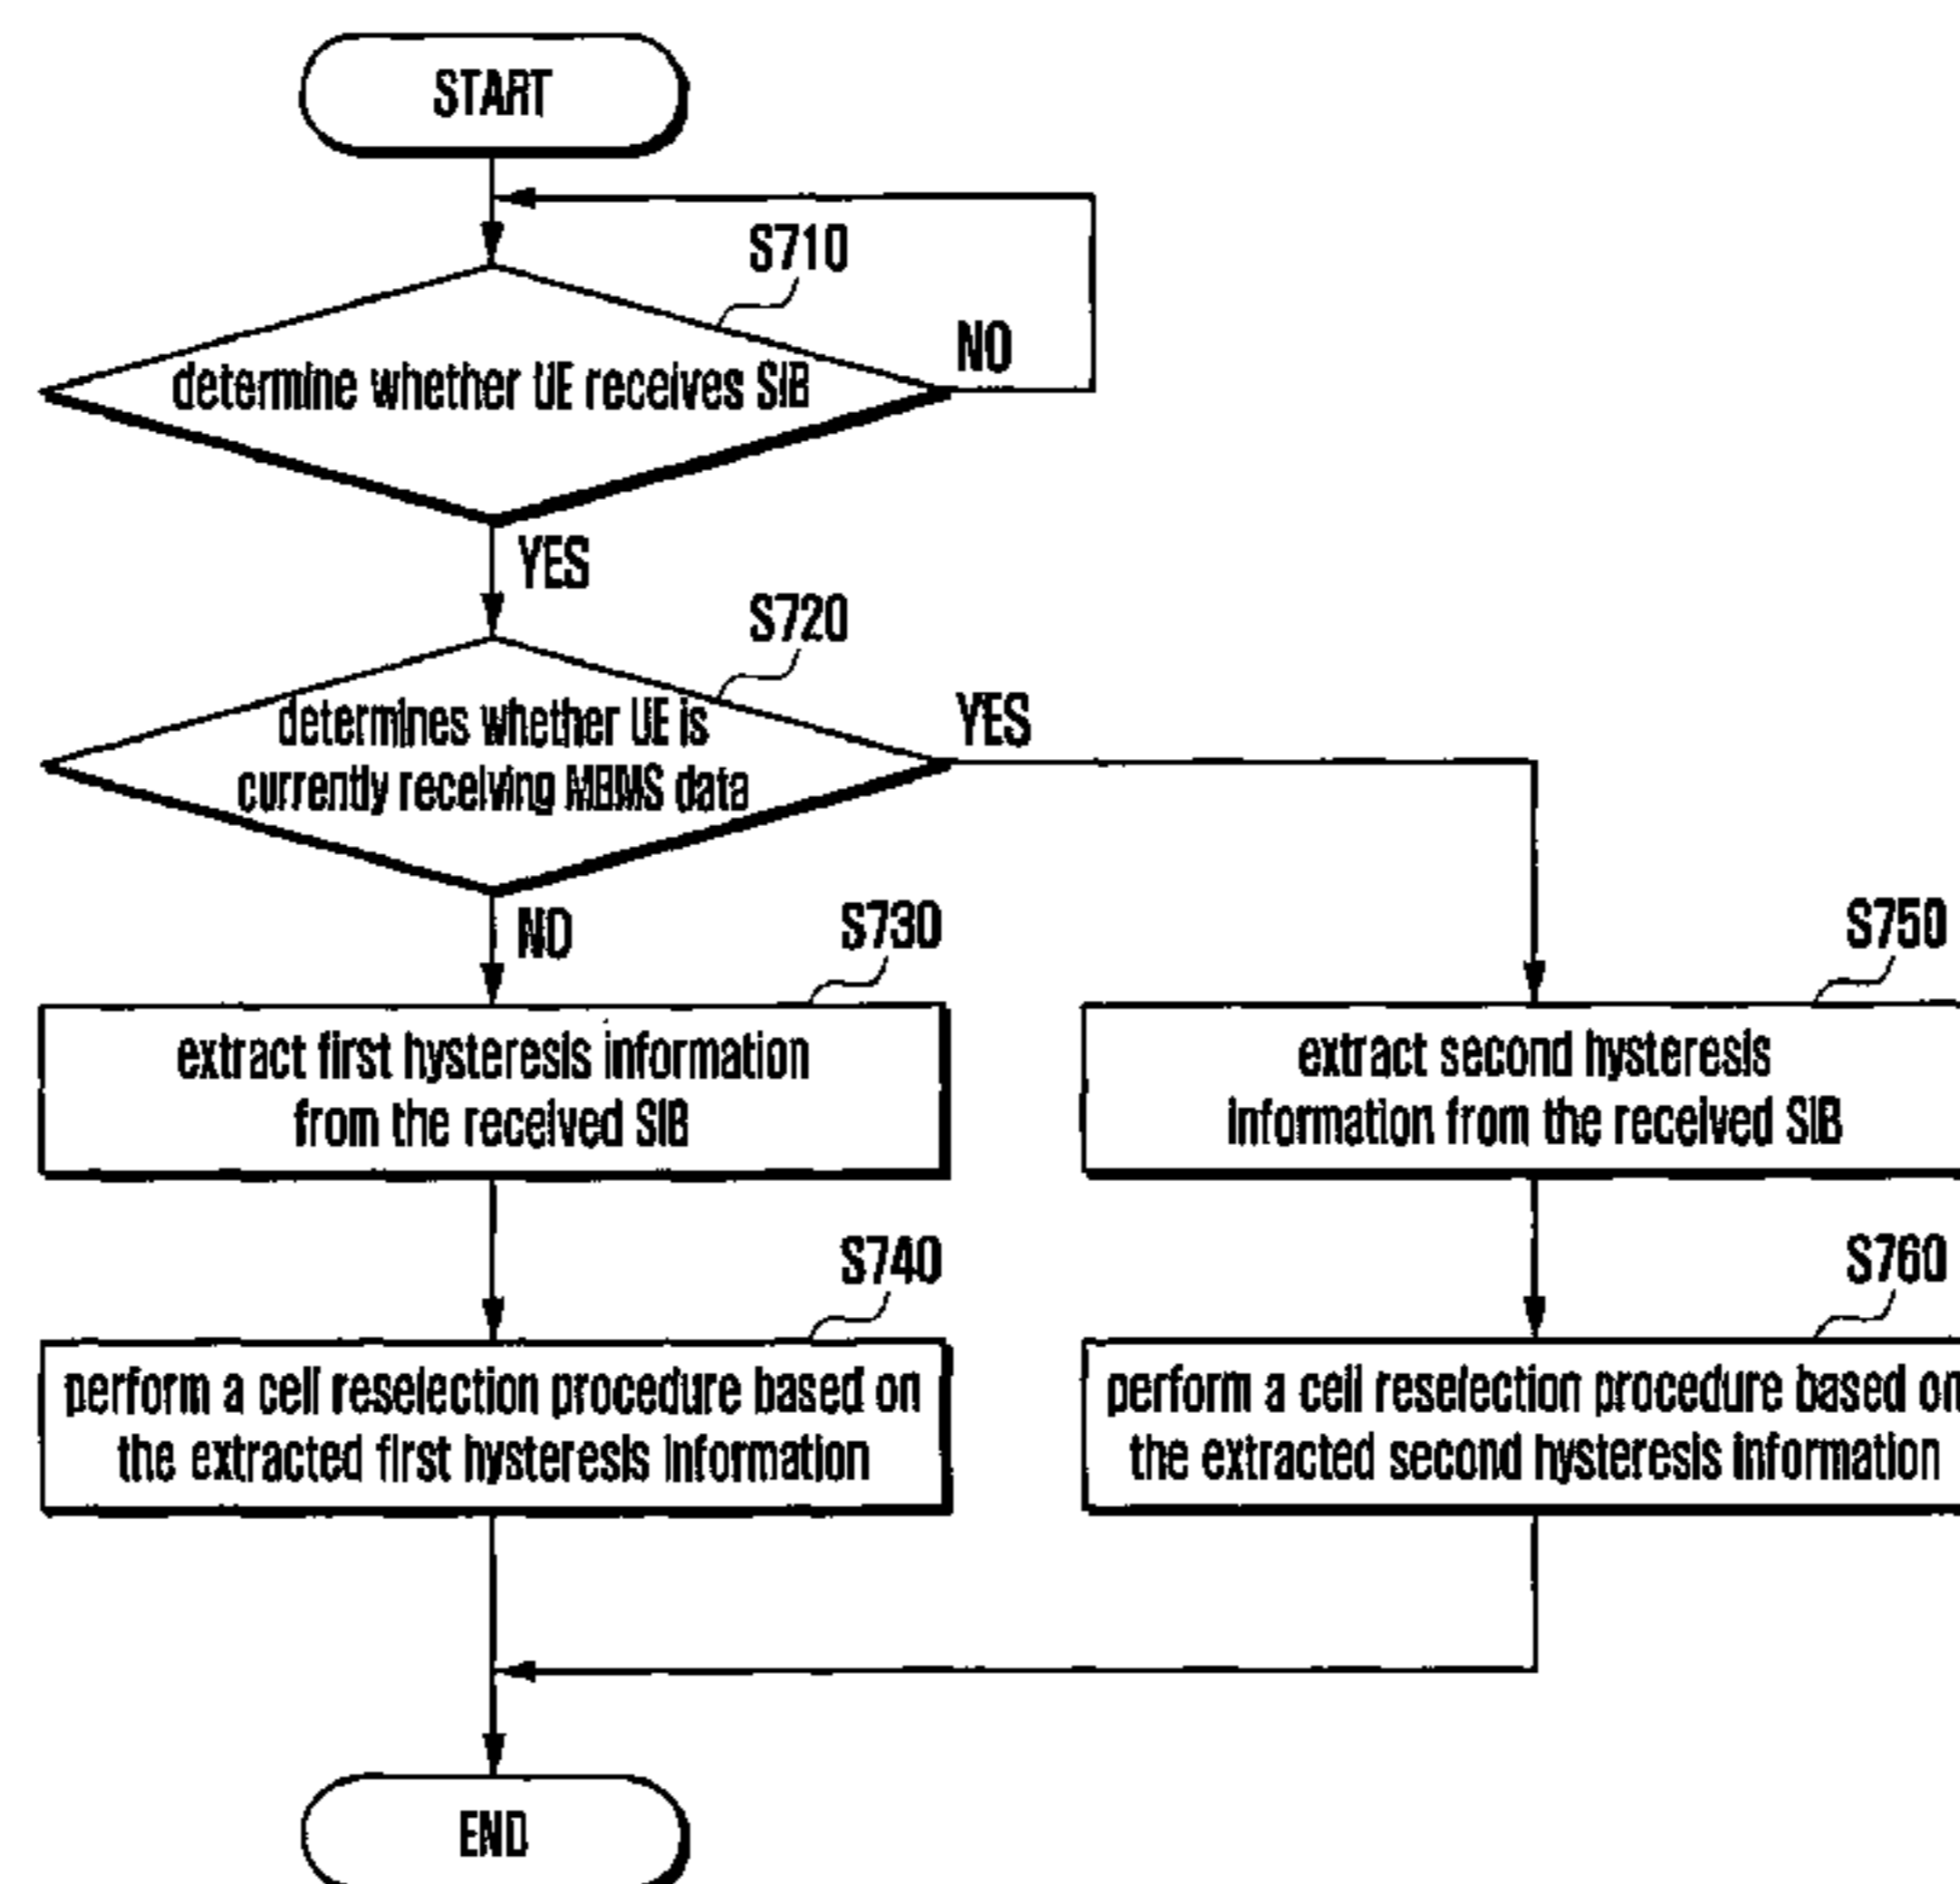 START
S710
determine whether UE receives SIB
NO
YES
S720
determines whether UE is
currently receiving MBMS data
YES
NO
S730
extract first hysteresis information
from the received SIB
S750
extract second hysteresis
information from the received SIB
S740
perform a cell reselection procedure based on
the extracted first hysteresis information
S760
perform a cell reselection procedure based on
the extracted second hysteresis information
END